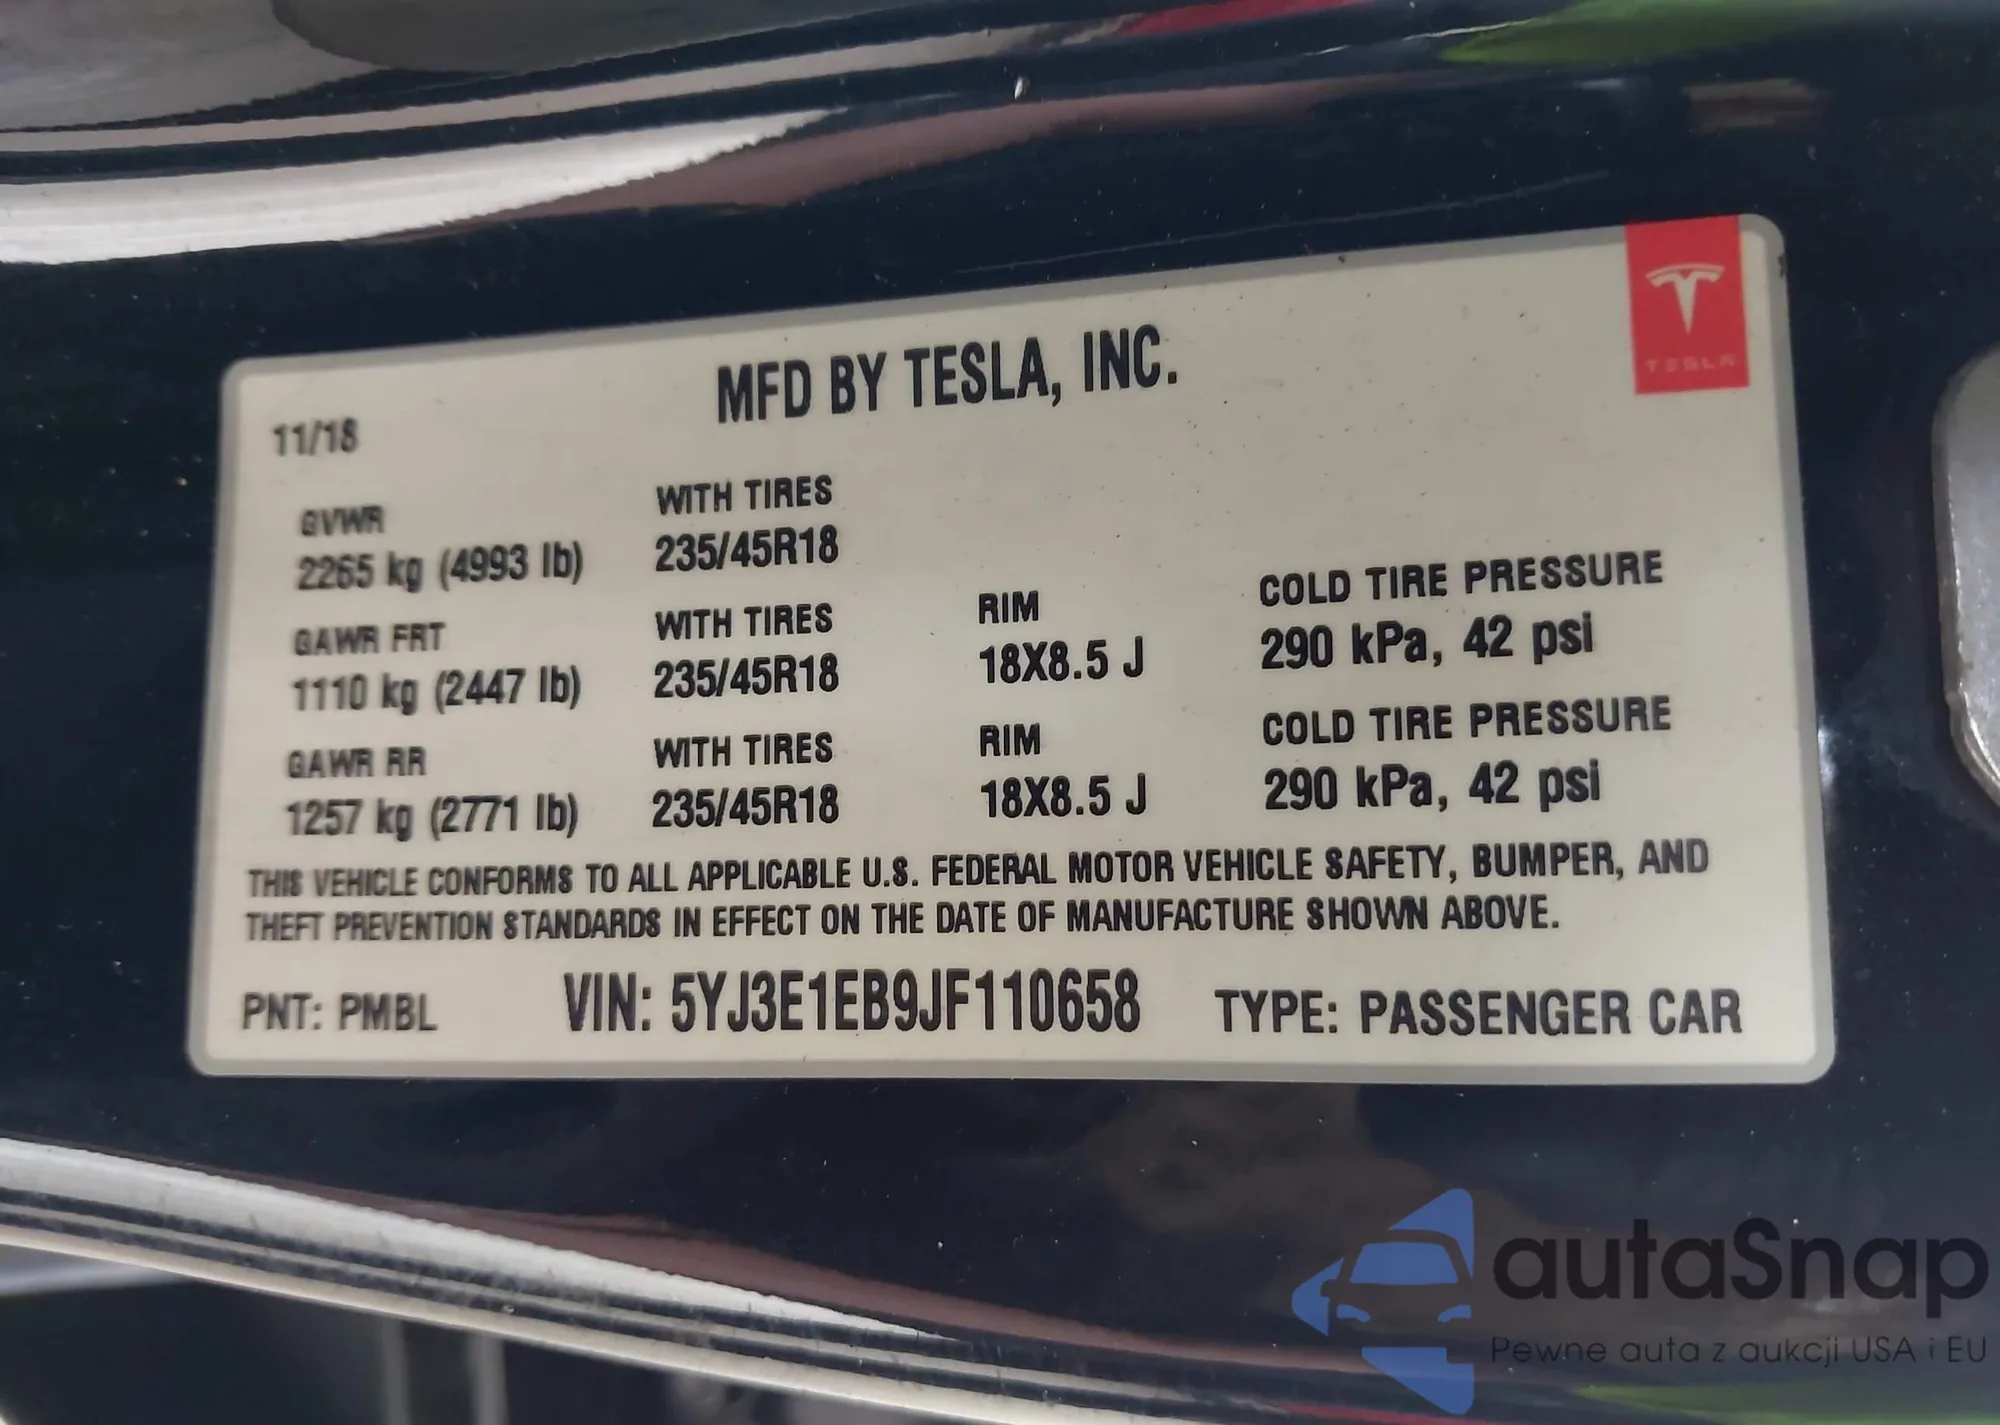 TESLA
MFD BY TESLA, INC.
11/18
GVWR WITH TIRES
2265 kg (4993 lb) 235/45R18
GAWR FRT WITH TIRES RIM COLD TIRE PRESSURE
1110 kg (2447 lb) 235/45R18 18X8.5 J 290 kPa, 42 psi
GAWR RR WITH TIRES RIM COLD TIRE PRESSURE
1257 kg (2771 lb) 235/45R18 18X8.5 J 290 kPa, 42 psi
THIS VEHICLE CONFORMS TO ALL APPLICABLE U.S. FEDERAL MOTOR VEHICLE SAFETY, BUMPER, AND
THEFT PREVENTION STANDARDS IN EFFECT ON THE DATE OF MANUFACTURE SHOWN ABOVE.
PNT: PMBL VIN: 5YJ3E1EB9JF110658 TYPE: PASSENGER CAR
autaSnap
Pewne auta z aukcji USA i EU